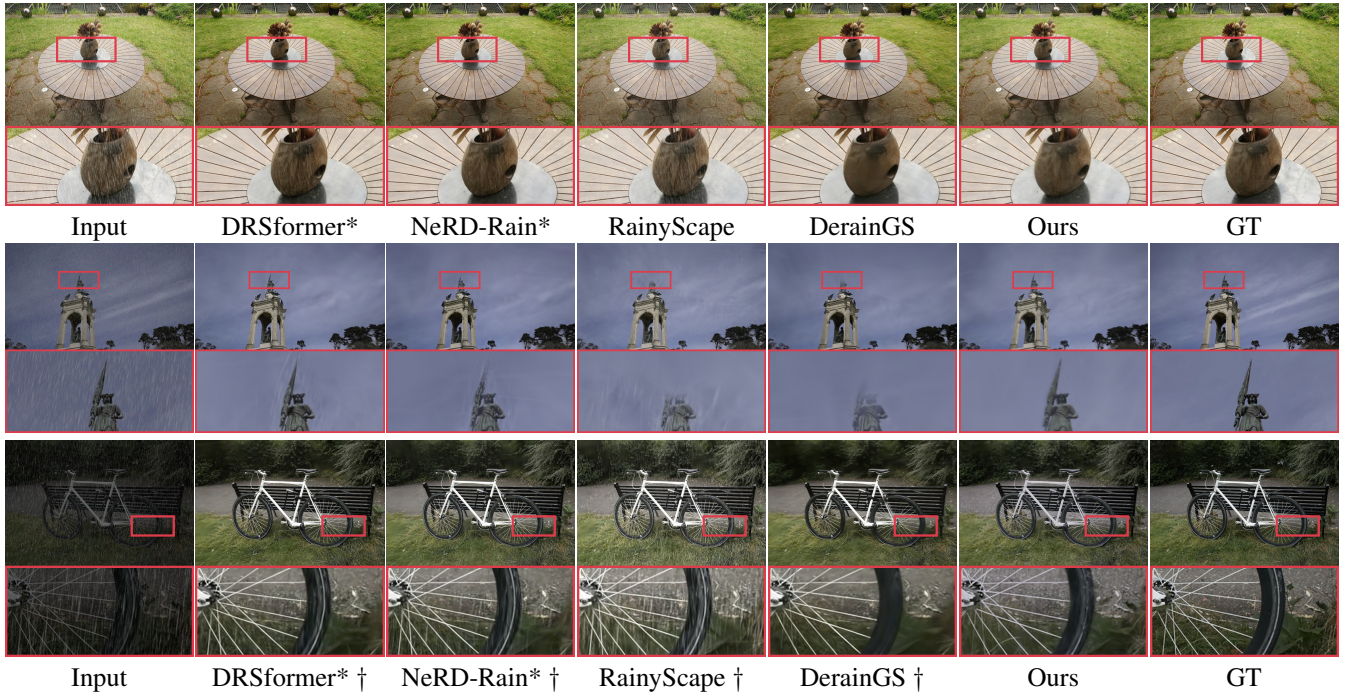 Input DRSformer* NeRD-Rain* RainyScape DerainGS Ours GT
Input DRSformer* † NeRD-Rain* † RainyScape † DerainGS † Ours GT